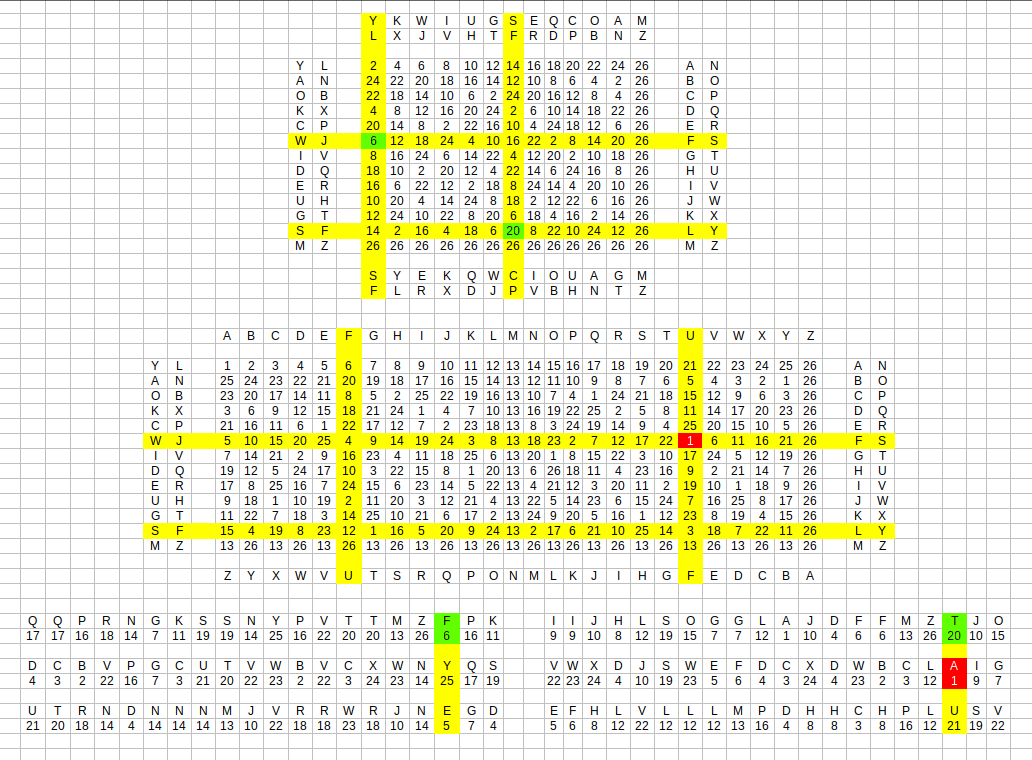 Y K W I U G S E Q C O A M
L X J V H T F R D P B N Z
Y L 2 4 6 8 10 12 14 16 18 20 22 24 26 A N
A N 24 22 20 18 16 14 12 10 8 6 4 2 26 B O
O B 22 18 14 10 6 2 24 20 16 12 8 4 26 C P
K X 4 8 12 16 20 24 2 6 10 14 18 22 26 D Q
C P 20 14 8 2 22 16 10 4 24 18 12 6 26 E R
W J 6 12 18 24 4 10 16 22 2 8 14 20 26 F S
I V 8 16 24 6 14 22 4 12 20 2 10 18 26 G T
D Q 18 10 2 20 12 4 22 14 6 24 16 8 26 H U
E R 16 6 22 12 2 18 8 24 14 4 20 10 26 I V
U H 10 20 4 14 24 8 18 2 12 22 6 16 26 J W
G T 12 24 10 22 8 20 6 18 4 16 2 14 26 K X
S F 14 2 16 4 18 6 20 8 22 10 24 12 26 L Y
M Z 26 26 26 26 26 26 26 26 26 26 26 26 26 M Z
S Y E K Q W C I O U A G M
F L R X D J P V B H N T Z
A B C D E F G H I J K L M N O P Q R S T U V W X Y Z
Y L 1 2 3 4 5 6 7 8 9 10 11 12 13 14 15 16 17 18 19 20 21 22 23 24 25 26 A N
A N 25 24 23 22 21 20 19 18 17 16 15 14 13 12 11 10 9 8 7 6 5 4 3 2 1 26 B O
O B 23 20 17 14 11 8 5 2 25 22 19 16 13 10 7 4 1 24 21 18 15 12 9 6 3 26 C P
K X 3 6 9 12 15 18 21 24 1 4 7 10 13 16 19 22 25 2 5 8 11 14 17 20 23 26 D Q
C P 21 16 11 6 1 22 17 12 7 2 23 18 13 8 3 24 19 14 9 4 25 20 15 10 5 26 E R
W J 5 10 15 20 25 4 9 14 19 24 3 8 13 18 23 2 7 12 17 22 1 6 11 16 21 26 F S
I V 7 14 21 2 9 16 23 4 11 18 25 6 13 20 1 8 15 22 3 10 17 24 5 12 19 26 G T
D Q 19 12 5 24 17 10 3 22 15 8 1 20 13 6 26 18 11 4 23 16 9 2 21 14 7 26 H U
E R 17 8 25 16 7 24 15 6 23 14 5 22 13 4 21 12 3 20 11 2 19 10 1 18 9 26 I V
U H 9 18 1 10 19 2 11 20 3 12 21 4 13 22 5 14 23 6 15 24 7 16 25 8 17 26 J W
G T 11 22 7 18 3 14 25 10 21 6 17 2 13 24 9 20 5 16 1 12 23 8 19 4 15 26 K X
S F 15 4 19 8 23 12 1 16 5 20 9 24 13 2 17 6 21 10 25 14 3 18 7 22 11 26 L Y
M Z 13 26 13 26 13 26 13 26 13 26 13 26 13 26 13 26 13 26 13 26 13 26 13 26 13 26 M Z
Z Y X W V U T S R Q P O N M L K J I H G F E D C B A
Q Q P R N G K S S N Y P V T T M Z F P K I I J H L S O G G L A J D F F M Z T J O
17 17 16 18 14 7 11 19 19 14 25 16 22 20 20 13 26 6 16 11 9 9 10 8 12 19 15 7 7 12 1 10 4 6 6 13 26 20 10 15
D C B V P G C U T V W B V C X W N Y Q S V W X D J S W E F D C X D W B C L A I G
4 3 2 22 16 7 3 21 20 22 23 2 22 3 24 23 14 25 17 19 22 23 24 4 10 19 23 5 6 4 3 24 4 23 2 3 12 1 9 7
U T R N D N N N M J V R R W R J N E G D E F H L V L L L M P D H H C H P L U S V
21 20 18 14 4 14 14 14 13 10 22 18 18 23 18 10 14 5 7 4 5 6 8 12 22 12 12 12 13 16 4 8 8 3 8 16 12 21 19 22